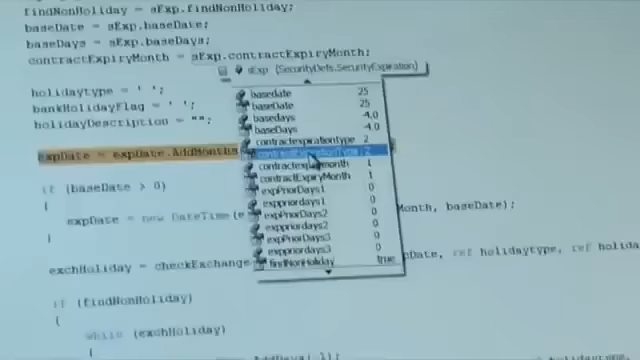 findNonHoliday = sExp.findNonHoliday;
baseDate = sExp.baseDate;
baseDays = sExp.baseDays;
contractExpiryMonth = sExp.contractExpiryMonth;
sExp {SecurityDefs.SecurityExpiration}
holidaytype = ' ';
bankHolidayFlag = ' ';
holidayDescription = "";
basedate 25
baseDate 25
basedays -4.0
baseDays -4.0
contractexpirationtype 2
contractexpirymonth 1
contractExpiryMonth 1
expPriorDays1 0
exppriordays1 0
expPriorDays2 0
exppriordays2 0
expPriorDays3 0
exppriordays3 0
findNonHoliday true
expDate = expDate.AddMonths
if (baseDate > 0)
{
expDate = new DateTime(e Month, baseDate);
}
exchHoliday = checkExchange pDate, ref holidaytype, ref holida
if (findNonHoliday)
{
while (exchHoliday)
{